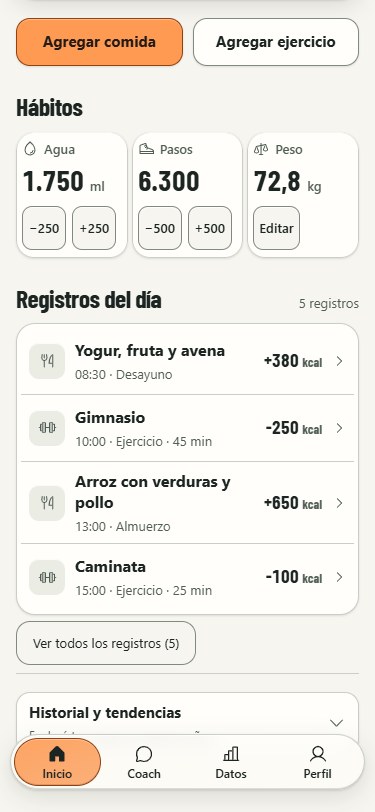 Agregar comida
Agregar ejercicio
Hábitos
Agua
Pasos
Peso
1.750 ml
6.300
72,8 kg
−250
+250
−500
+500
Editar
Registros del día
5 registros
Yogur, fruta y avena
+380 kcal
08:30 · Desayuno
Gimnasio
-250 kcal
10:00 · Ejercicio · 45 min
Arroz con verduras y
pollo
+650 kcal
13:00 · Almuerzo
Caminata
-100 kcal
15:00 · Ejercicio · 25 min
Ver todos los registros (5)
Historial y tendencias
Inicio
Coach
Datos
Perfil